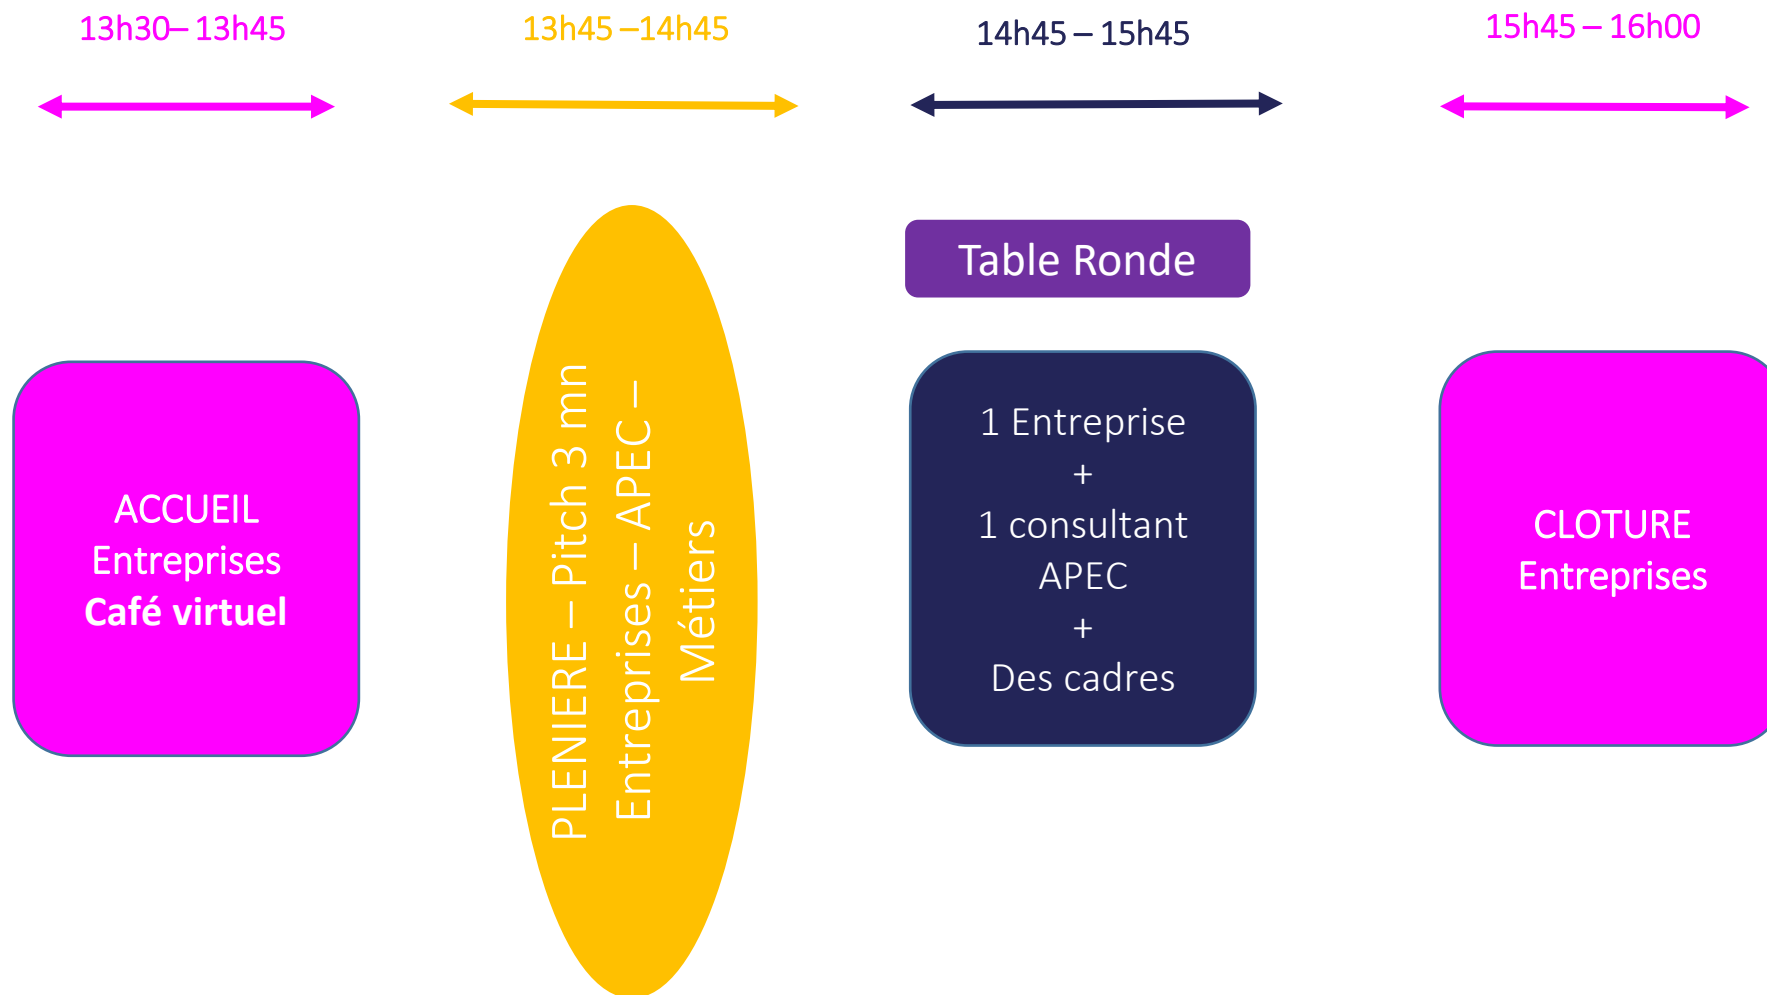 13h30– 13h45
13h45 –14h45
14h45 – 15h45
15h45 – 16h00
ACCUEIL
Entreprises
Café virtuel
PLENIERE – Pitch 3 mn
Entreprises – APEC –
Métiers
Table Ronde
1 Entreprise
+
1 consultant
APEC
+
Des cadres
CLOTURE
Entreprises